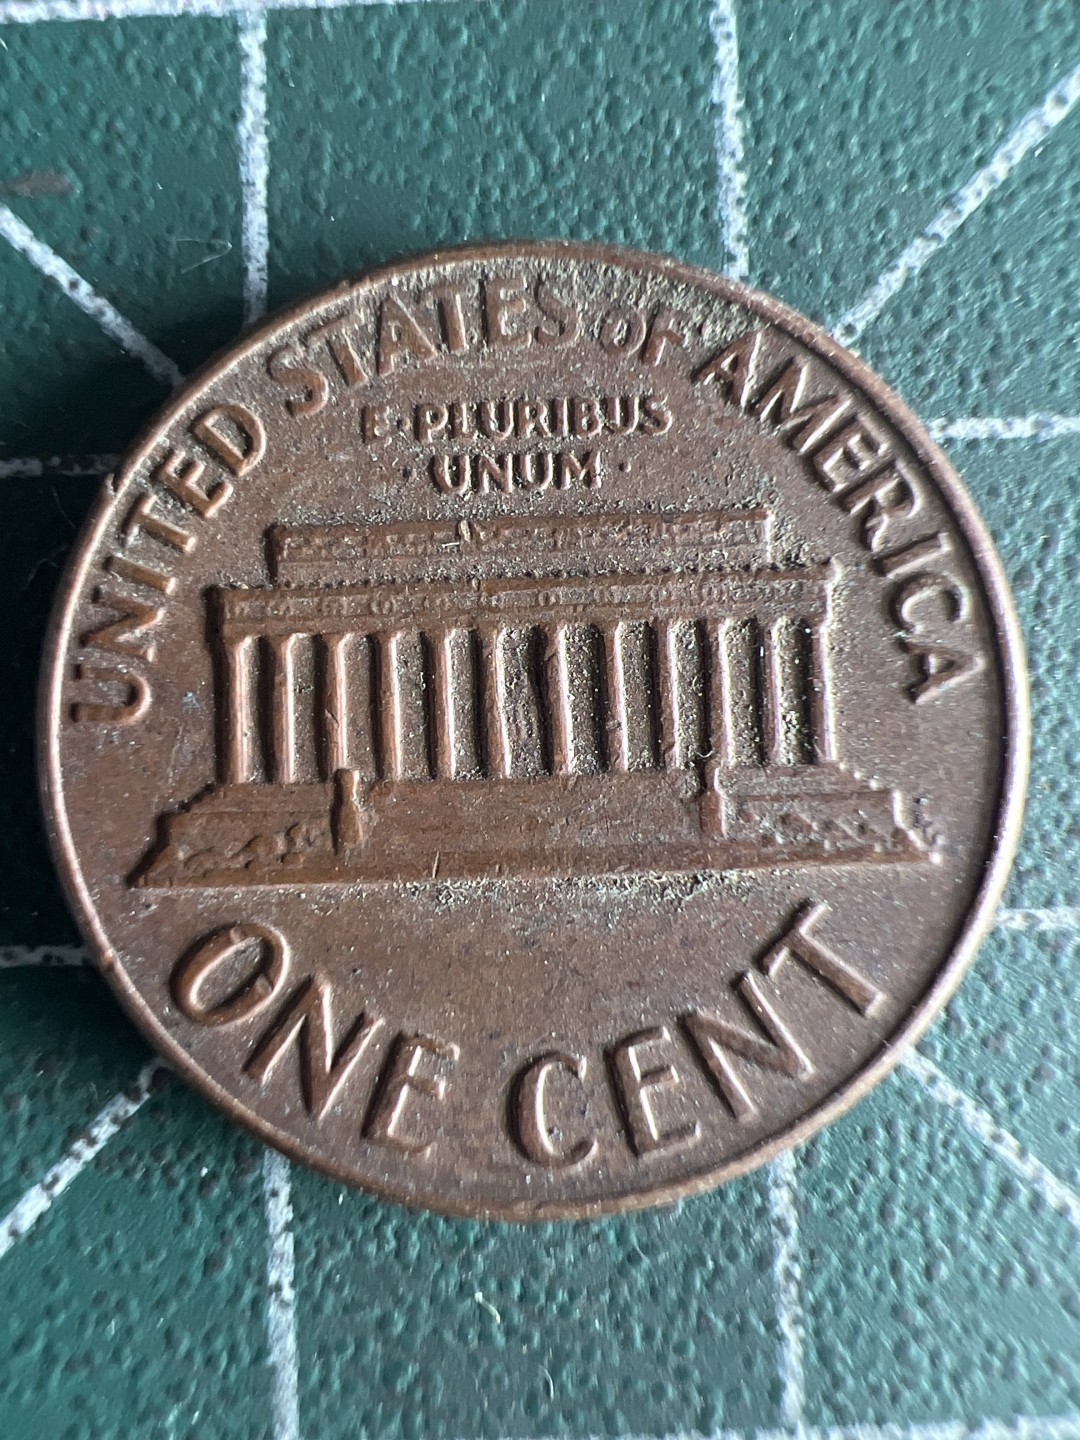 UNITED STATES OF AMERICA
E·PLURIBUS
·UNUM·
ONE CENT